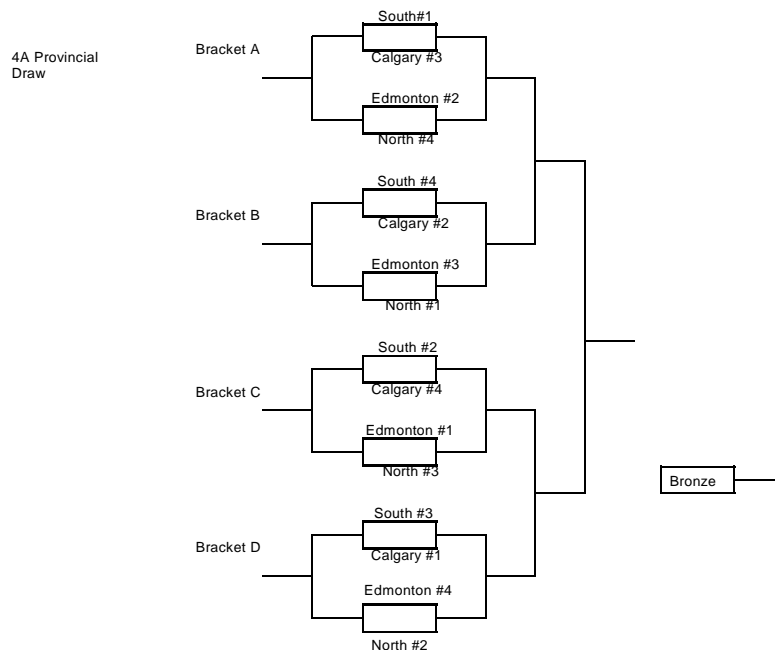 4A Provincial
Draw
Bracket A
South#1
Calgary #3
Edmonton #2
North #4
Bracket B
South #4
Calgary #2
Edmonton #3
North #1
Bracket C
South #2
Calgary #4
Edmonton #1
North #3
Bronze
Bracket D
South #3
Calgary #1
Edmonton #4
North #2